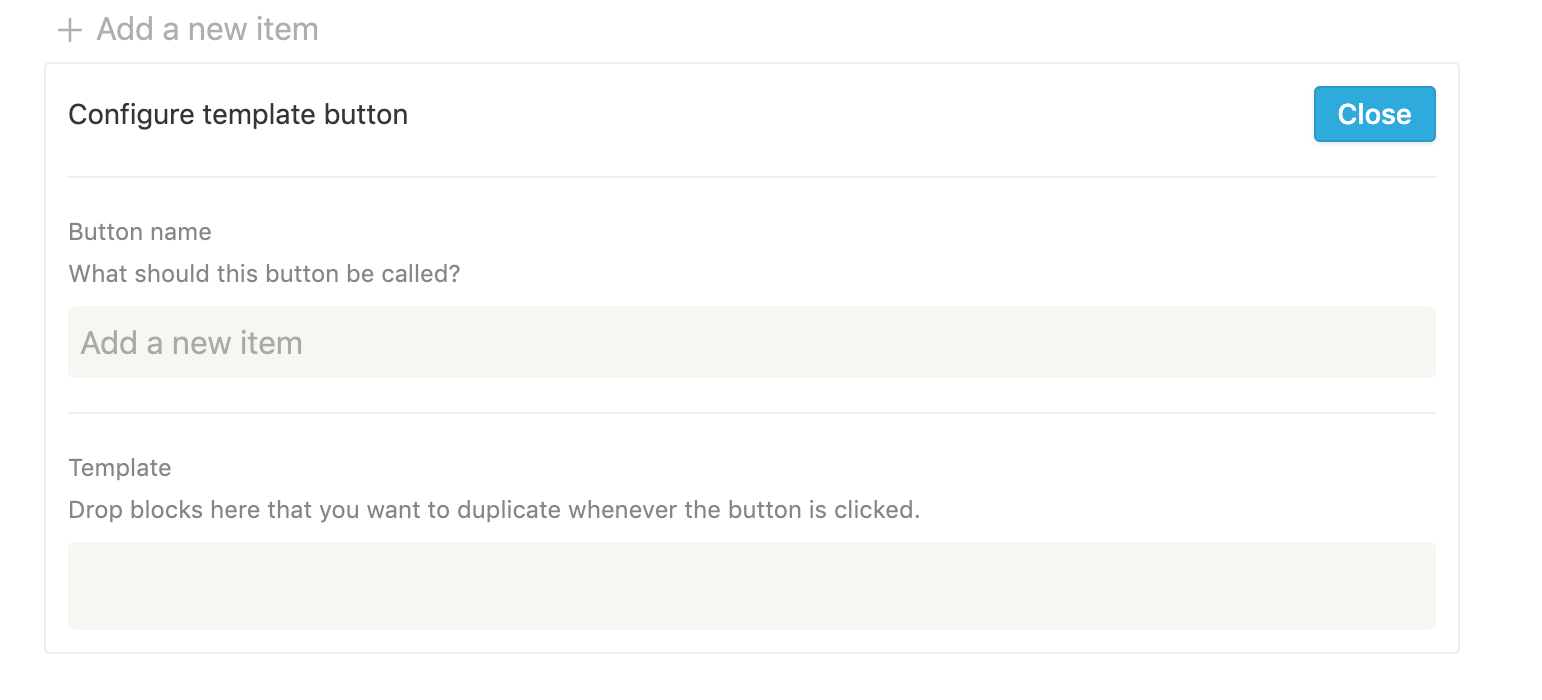 + Add a new item
Configure template button
Close
Button name
What should this button be called?
Add a new item
Template
Drop blocks here that you want to duplicate whenever the button is clicked.